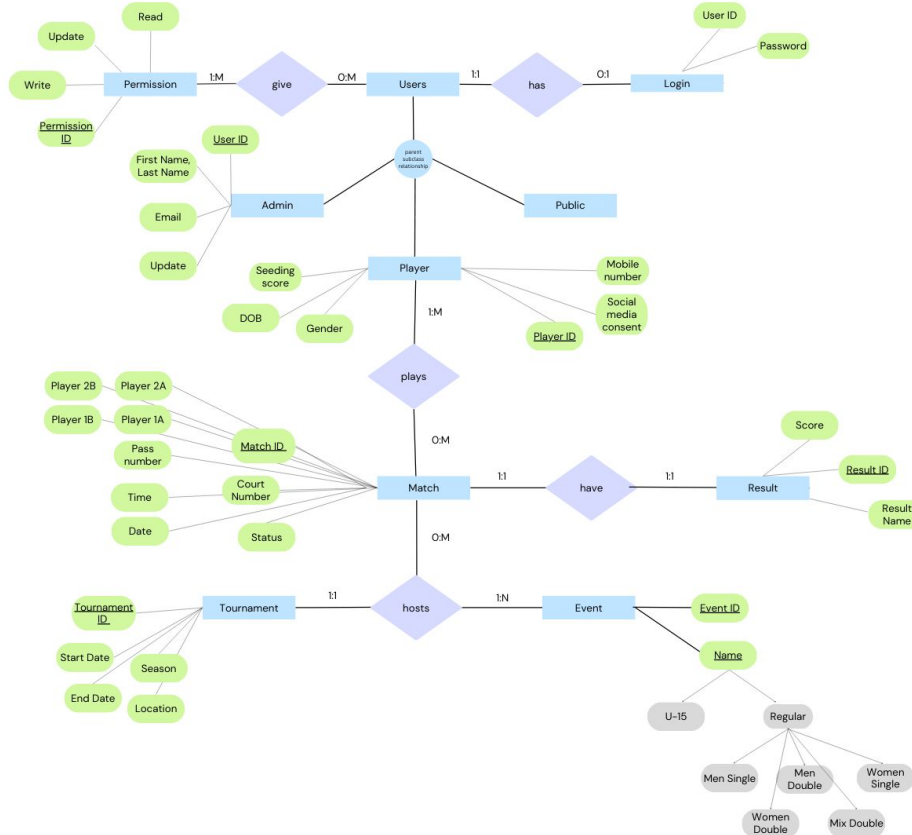 Read
User ID
Update
Password
Write
Permission
1:M
give
0:M
Users
1:1
has
0:1
Login
Permission
ID
User ID
parent
subclass
relationship
First Name,
Last Name
Admin
Public
Email
Update
Seeding
score
Player
Mobile
number
DOB
Gender
Player ID
Social
media
consent
1:M
plays
Player 2B
Player 2A
Player 1B
Player 1A
Match ID
0:M
Pass
number
Score
Time
Court
Number
Match
1:1
have
1:1
Result
Result ID
Date
Status
Result
Name
0:M
Tournament
ID
Tournament
1:1
hosts
1:N
Event
Event ID
Start Date
Season
Name
End Date
Location
U-15
Regular
Men Single
Men
Double
Women
Single
Women
Double
Mix Double